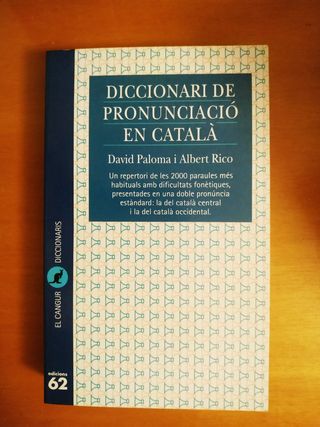 DICCIONARI DE
PRONUNCIACIÓ
EN CATALÀ
David Paloma i Albert Rico
Un repertori de les 2000 paraules més
habituals amb dificultats fonètiques,
presentades en una doble pronúncia
estàndard: la del català central
i la del català occidental.
EL CANGUR
DICCIONARIS
edicions
62